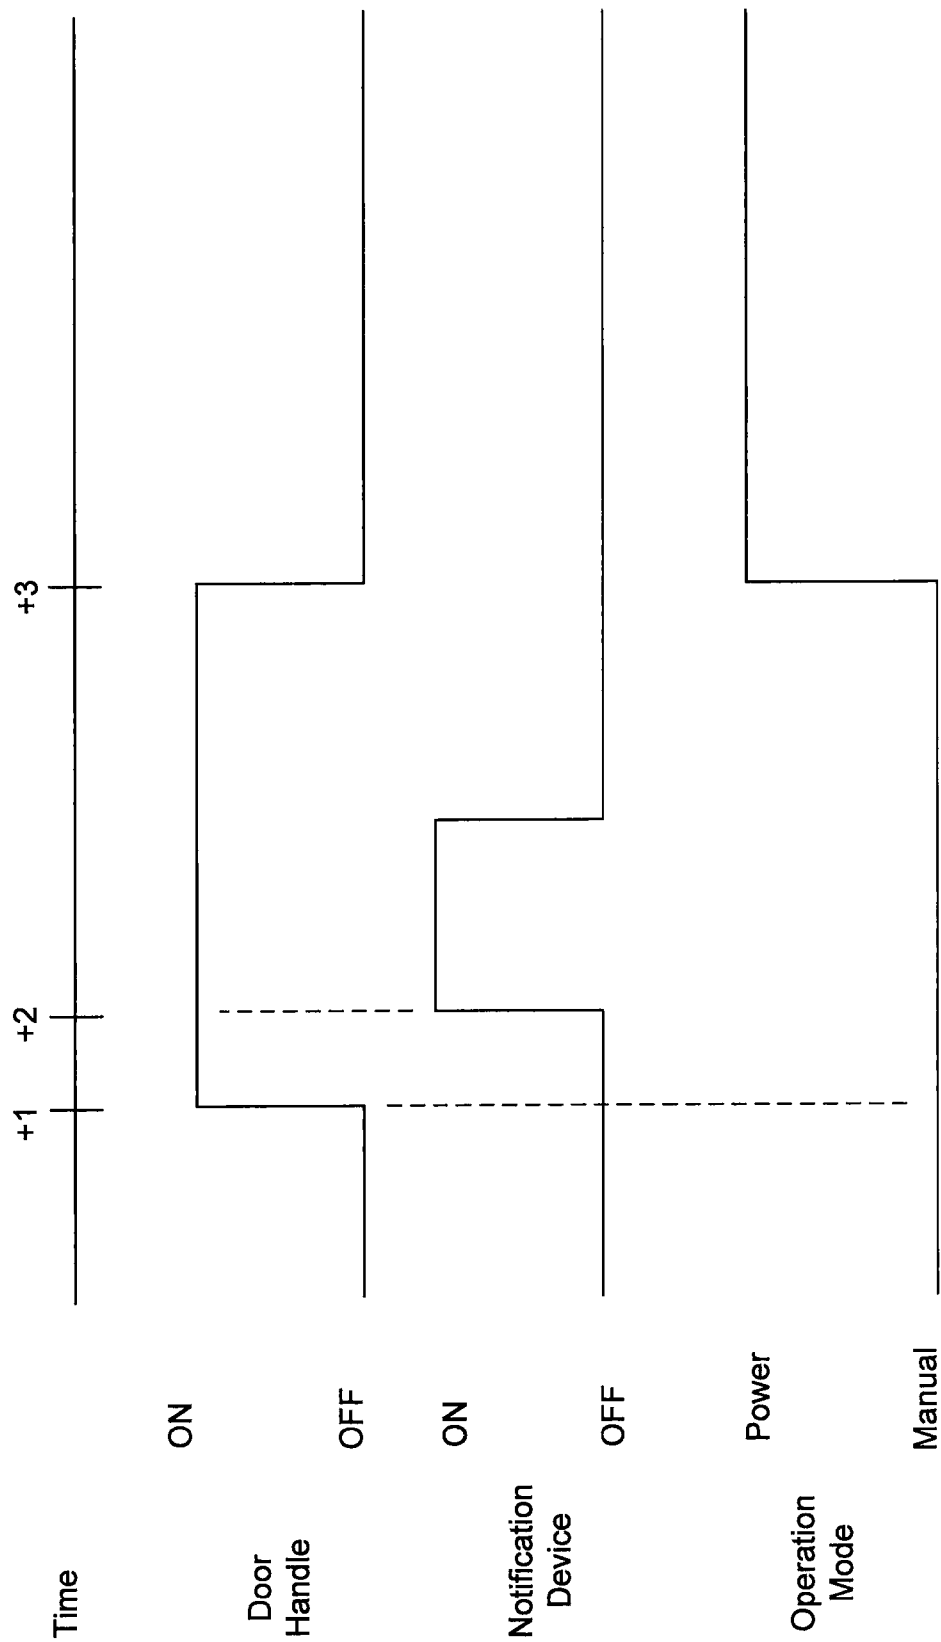 Time
+1
+2
+3
Door
Handle
ON
OFF
Notification
Device
ON
OFF
Operation
Mode
Power
Manual